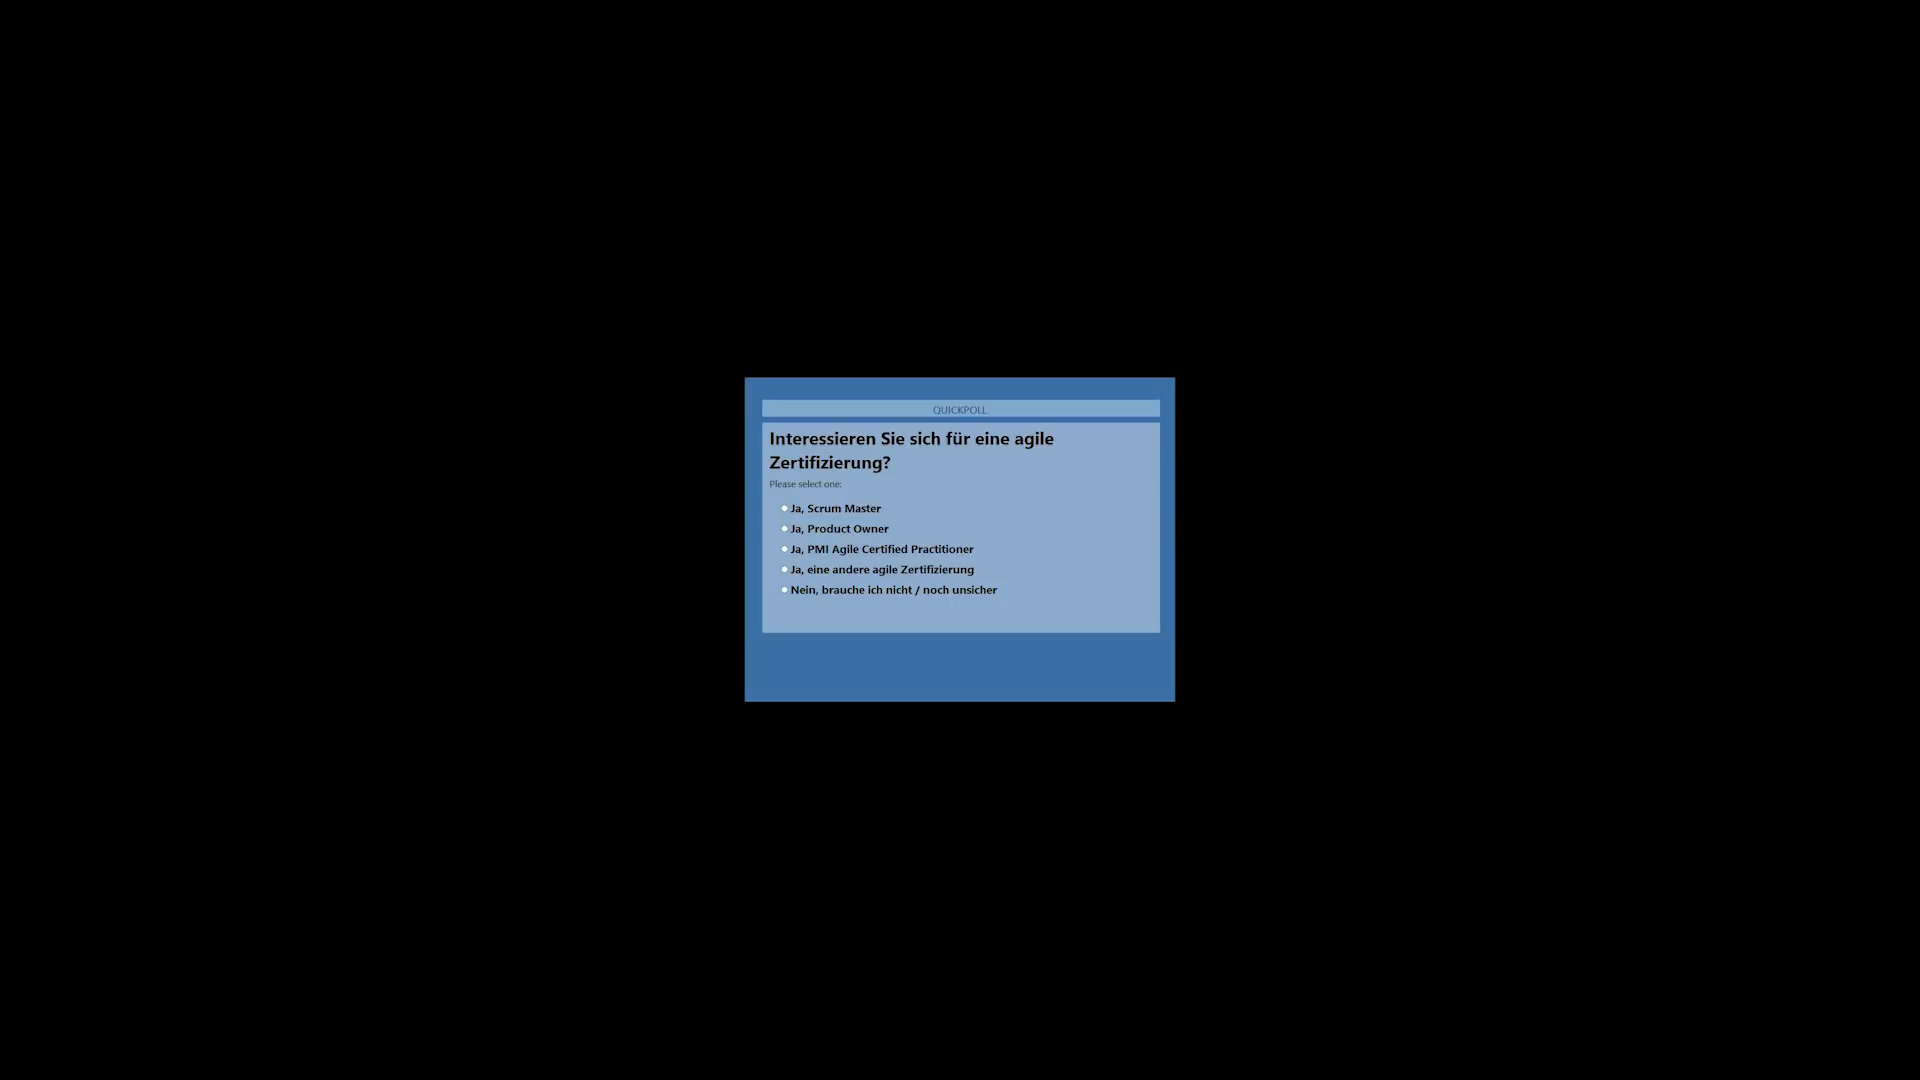 QUICKPOLL
Interessieren Sie sich für eine agile
Zertifizierung?
Please select one:
Ja, Scrum Master
Ja, Product Owner
Ja, PMI Agile Certified Practitioner
Ja, eine andere agile Zertifizierung
Nein, brauche ich nicht / noch unsicher